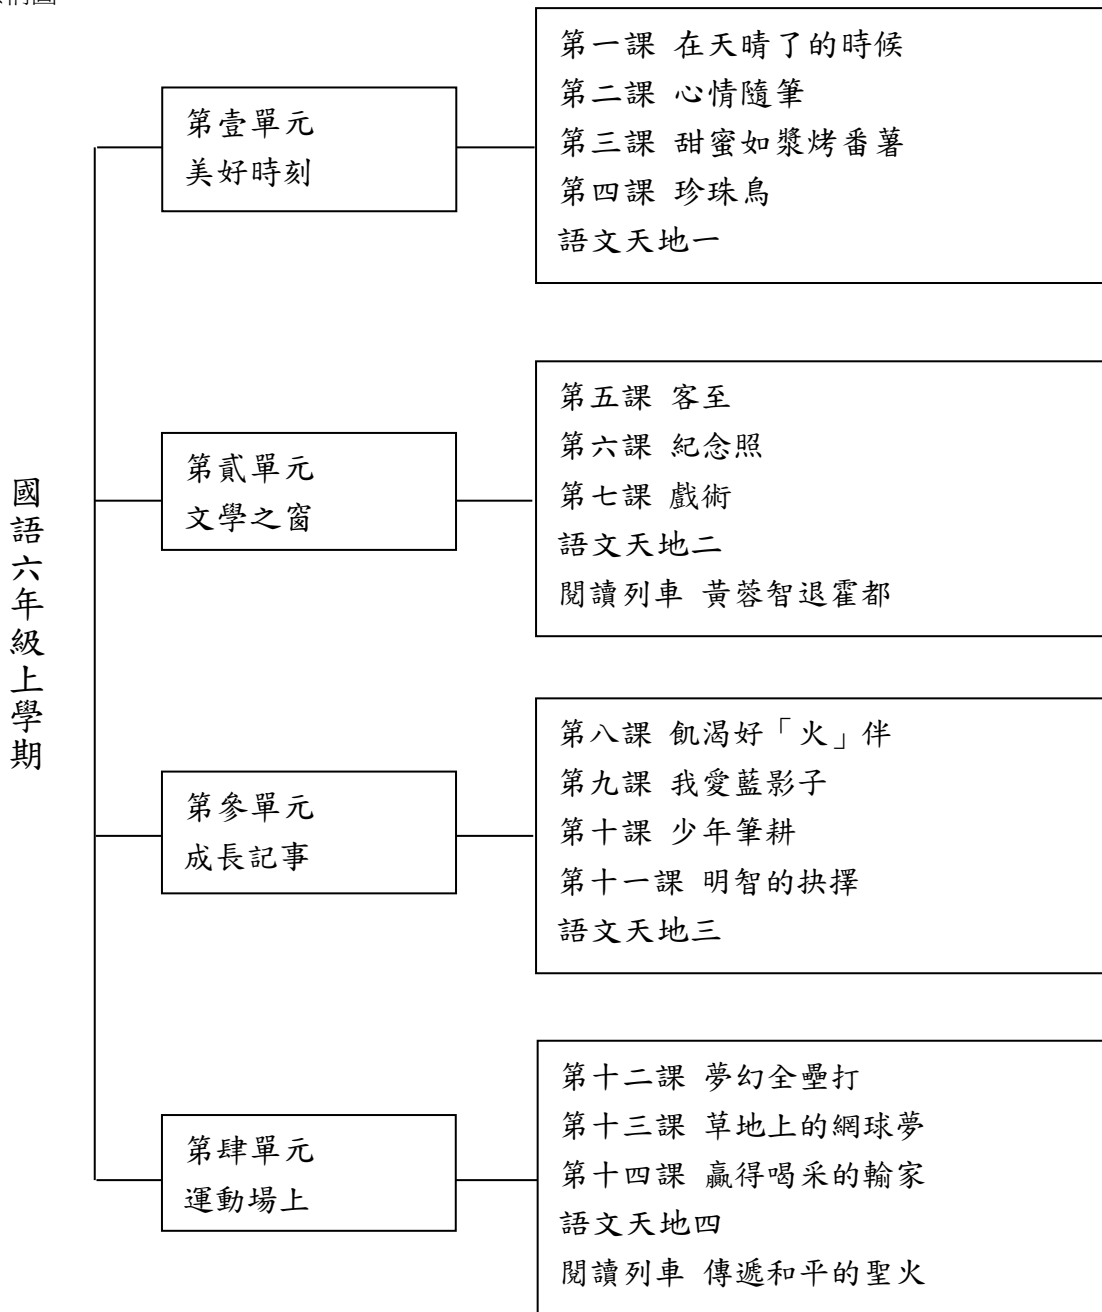 國語六年級上學期
第壹單元
美好時刻
第一課 在天晴了的時候
第二課 心情隨筆
第三課 甜蜜如漿烤番薯
第四課 珍珠鳥
語文天地一
第貳單元
文學之窗
第五課 客至
第六課 紀念照
第七課 戲術
語文天地二
閱讀列車 黃蓉智退霍都
第參單元
成長記事
第八課 飢渴好「火」伴
第九課 我愛藍影子
第十課 少年筆耕
第十一課 明智的抉擇
語文天地三
第肆單元
運動場上
第十二課 夢幻全壘打
第十三課 草地上的網球夢
第十四課 贏得喝采的輸家
語文天地四
閱讀列車 傳遞和平的聖火